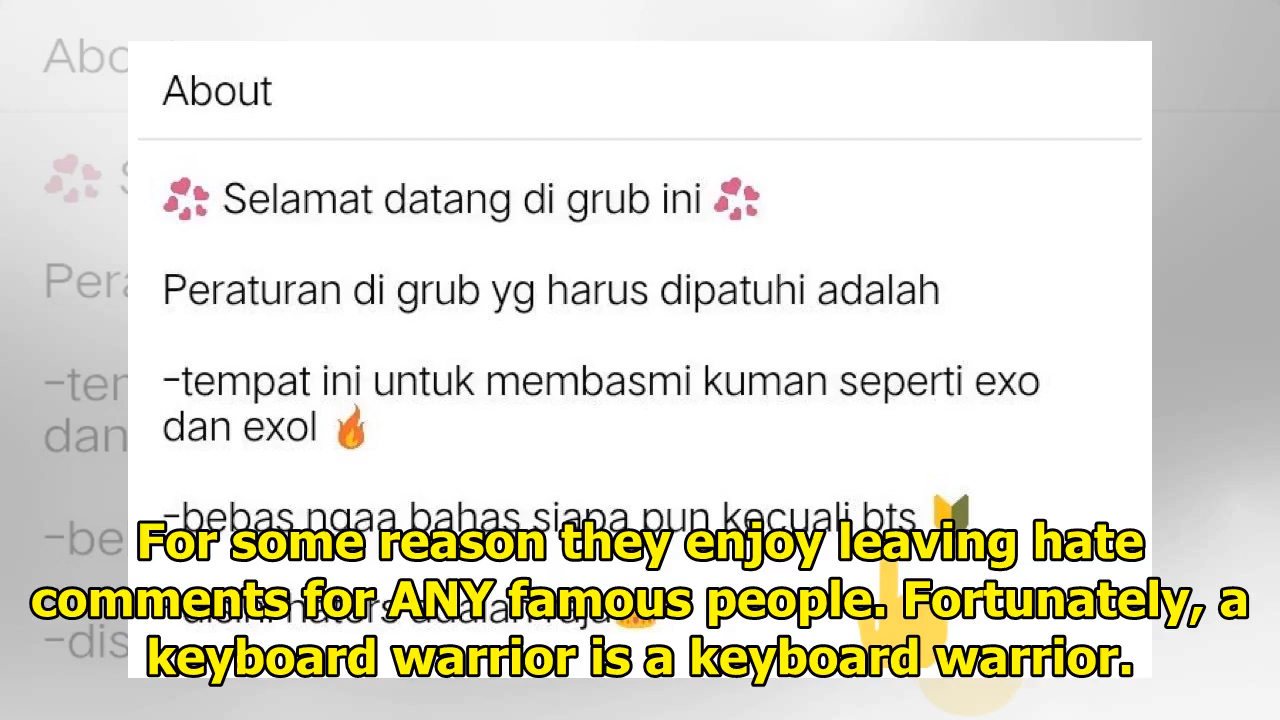 About
Selamat datang di grub ini
Peraturan di grub yg harus dipatuhi adalah
-tempat ini untuk membasmi kuman seperti exo
dan exol
-bebas ngaa bahas siapa pun kecuali bts
For some reason they enjoy leaving hate
comments for ANY famous people. Fortunately, a
keyboard warrior is a keyboard warrior.